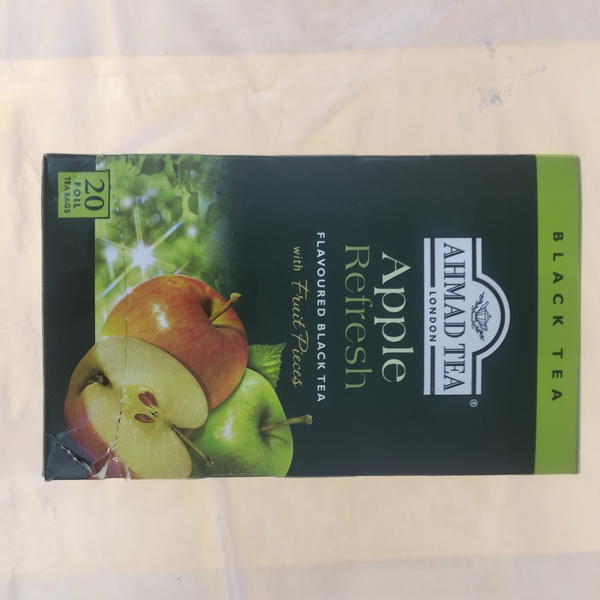 BLACK TEA
AHMAD TEA®
LONDON
Apple
Refresh
FLAVOURED BLACK TEA
with Fruit Pieces
20
FOIL
TEA BAGS